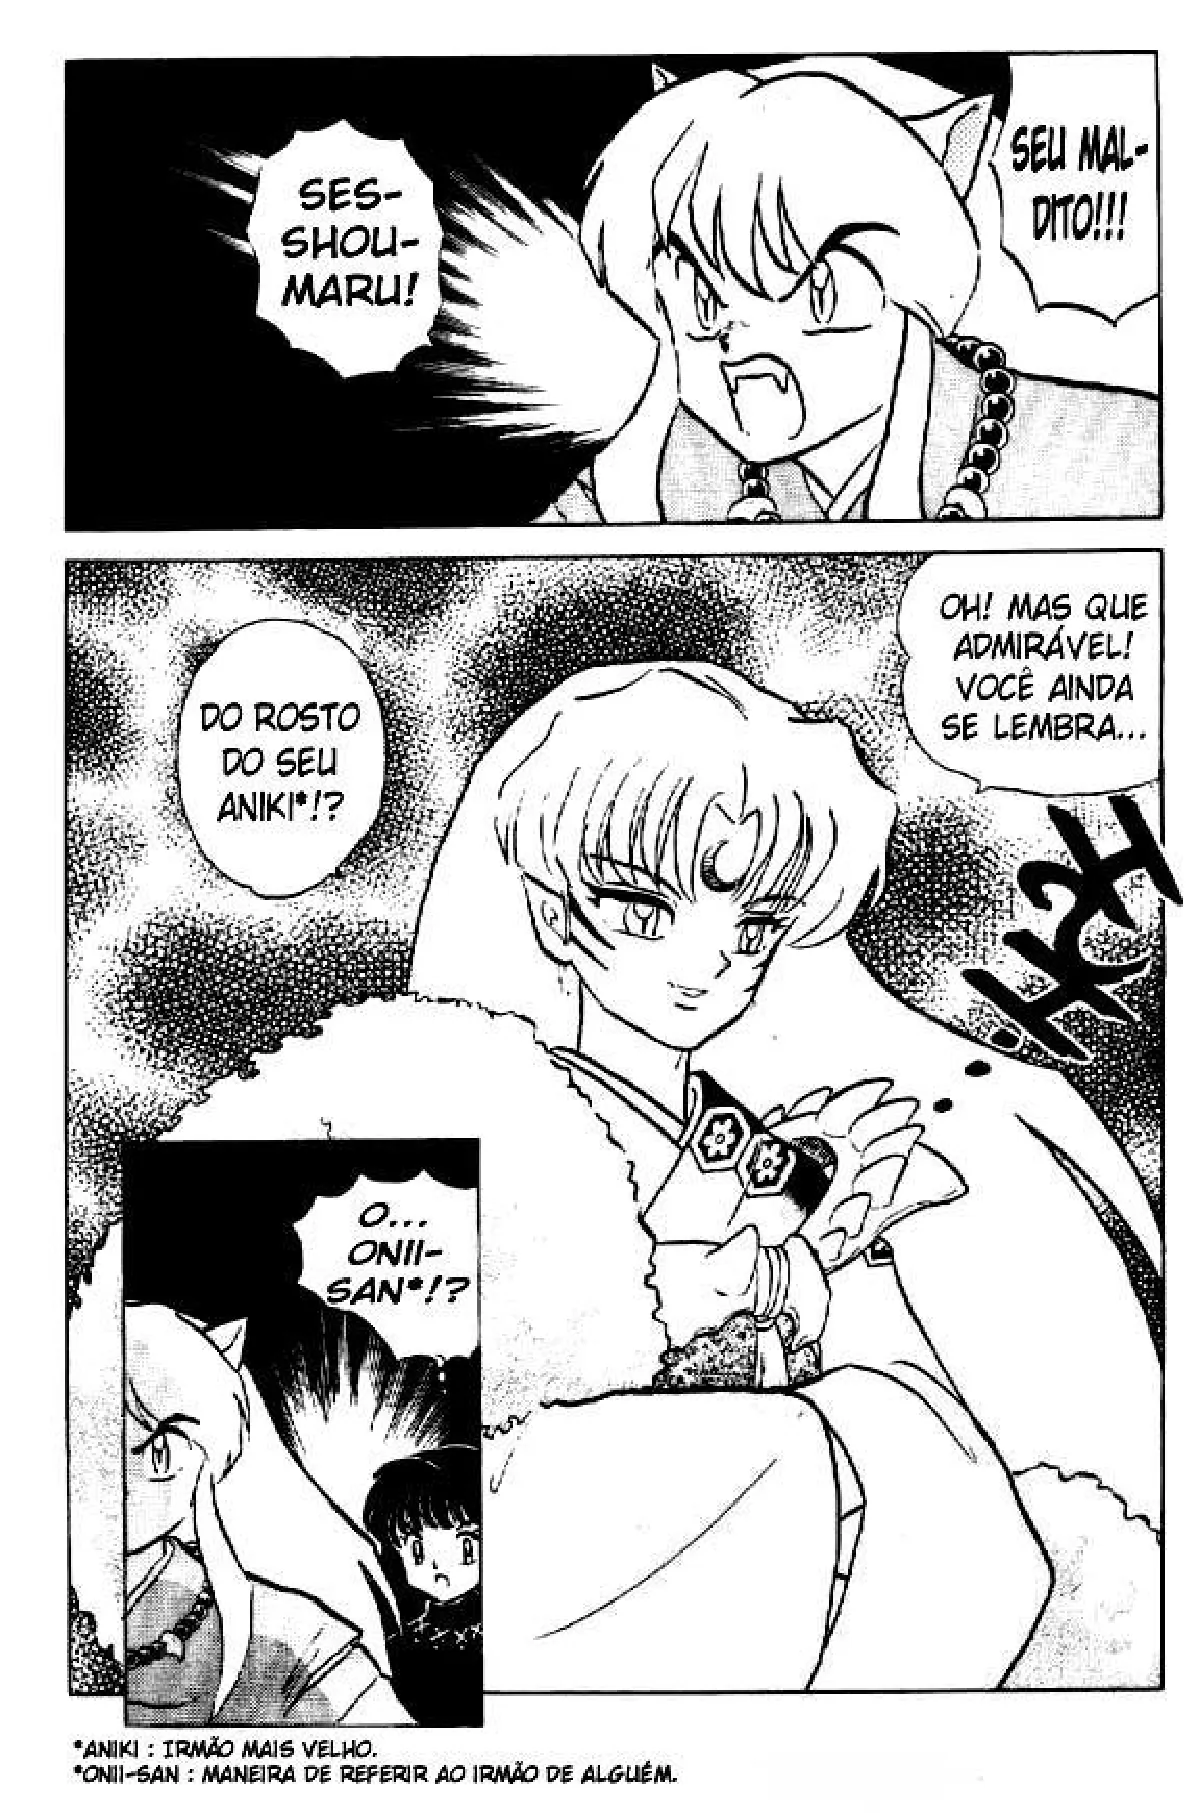 SEU MAL-
DITO!!!
SES-
SHOU-
MARU!
OH! MAS QUE
ADMIRÁVEL!
VOCÊ AINDA
SE LEMBRA...
DO ROSTO
DO SEU
ANIKI*!?
O...
ONII-
SAN*!?
*ANIKI : IRMÃO MAIS VELHO.
*ONII-SAN : MANEIRA DE REFERIR AO IRMÃO DE ALGUÉM.